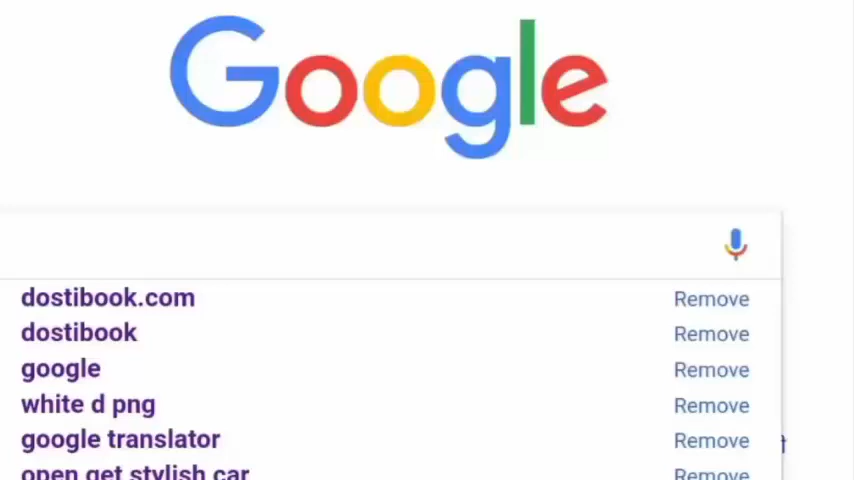 Google
dostibook.com Remove
dostibook Remove
google Remove
white d png Remove
google translator Remove
open get stylish car Remove